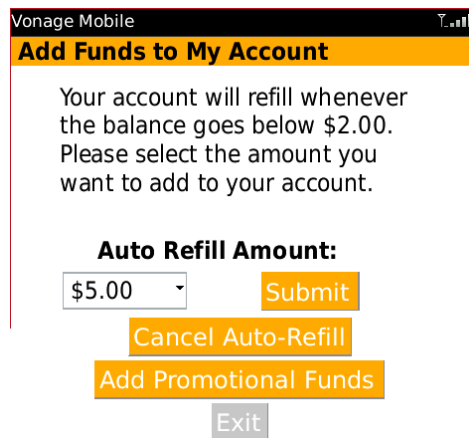 Vonage Mobile
Add Funds to My Account
Your account will refill whenever
the balance goes below $2.00.
Please select the amount you
want to add to your account.
Auto Refill Amount:
$5.00 Submit
Cancel Auto-Refill
Add Promotional Funds
Exit